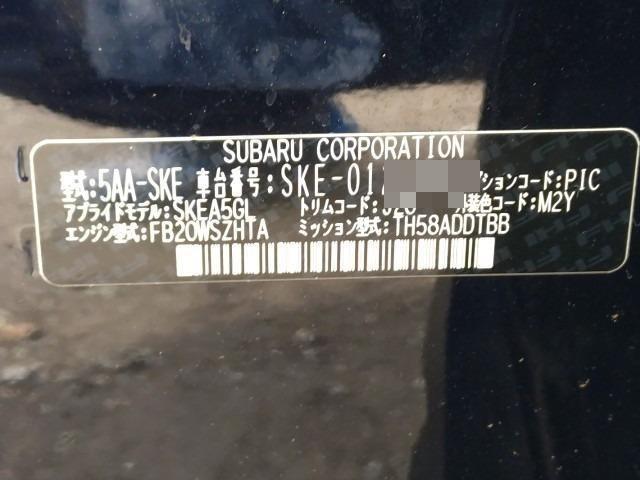 SUBARU CORPORATION
型式:5AA-SKE 車台番号:SKE-01 ションコード:PIC
アプライドモデル:SKEA5GL トリムコード: 装色コード:M2Y
エンジン型式:FB20WSZHTA ミッション型式:TH58ADDTBB